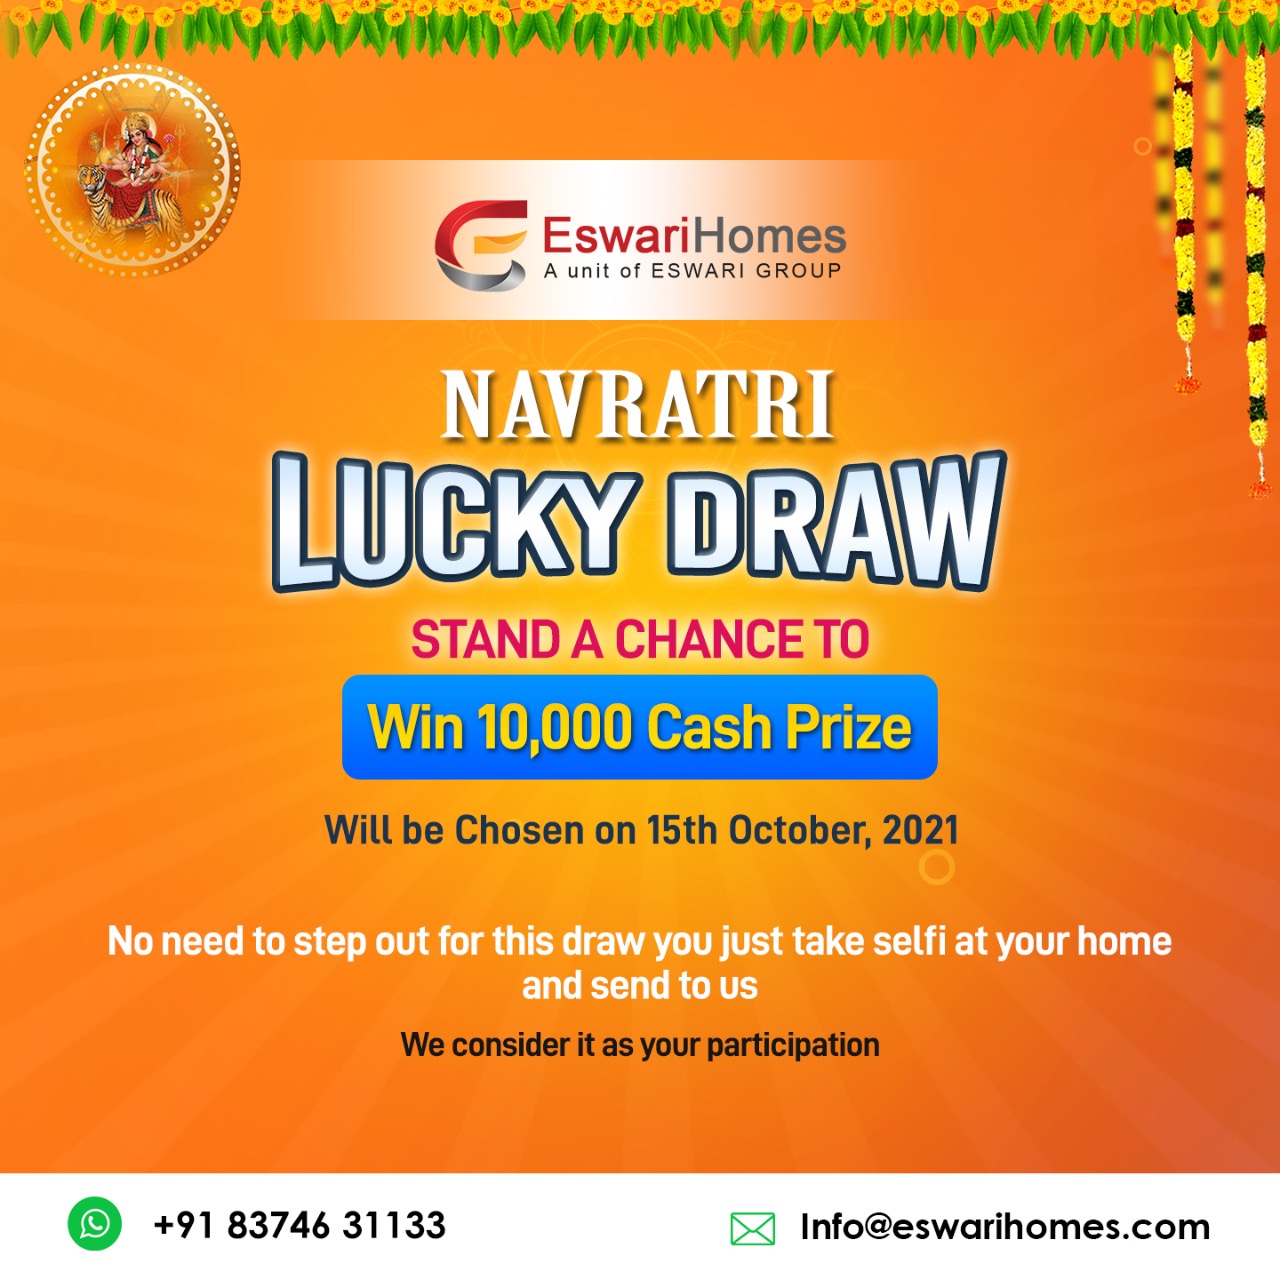 EswariHomes
A unit of ESWARI GROUP
NAVRATRI
LUCKY DRAW
STAND A CHANCE TO
Win 10,000 Cash Prize
Will be Chosen on 15th October, 2021
No need to step out for this draw you just take selfi at your home
and send to us
We consider it as your participation
+91 83746 31133
Info@eswarihomes.com